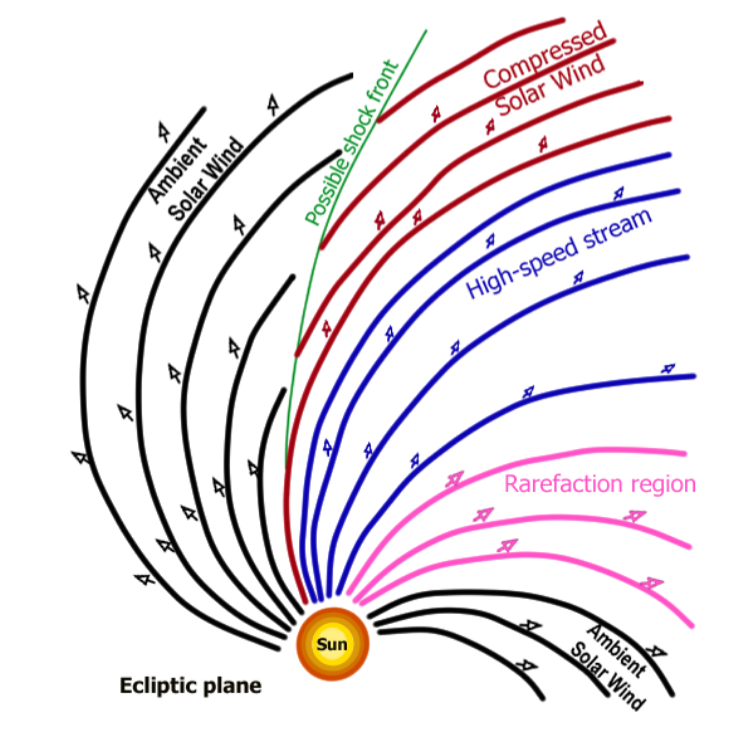 Compressed
Solar Wind
Possible shock front
Ambient
Solar Wind
High-speed stream
Rarefaction region
Sun
Ambient
Solar Wind
Ecliptic plane